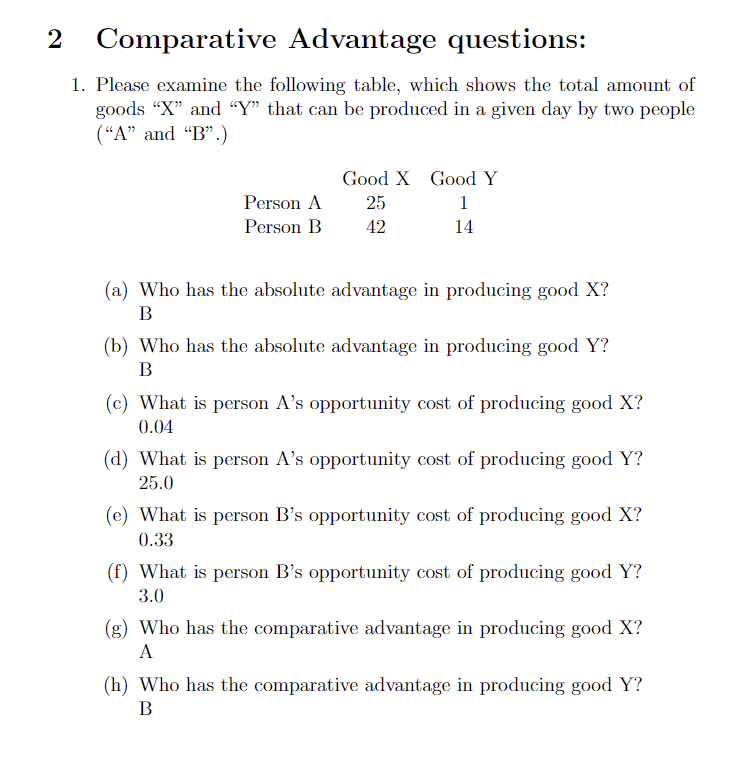 2 Comparative Advantage questions:
1. Please examine the following table, which shows the total amount of
goods “X” and “Y” that can be produced in a given day by two people
(“A” and “B”.)
Good X Good Y
Person A 25 1
Person B 42 14
(a) Who has the absolute advantage in producing good X?
B
(b) Who has the absolute advantage in producing good Y?
B
(c) What is person A’s opportunity cost of producing good X?
0.04
(d) What is person A’s opportunity cost of producing good Y?
25.0
(e) What is person B’s opportunity cost of producing good X?
0.33
(f) What is person B’s opportunity cost of producing good Y?
3.0
(g) Who has the comparative advantage in producing good X?
A
(h) Who has the comparative advantage in producing good Y?
B